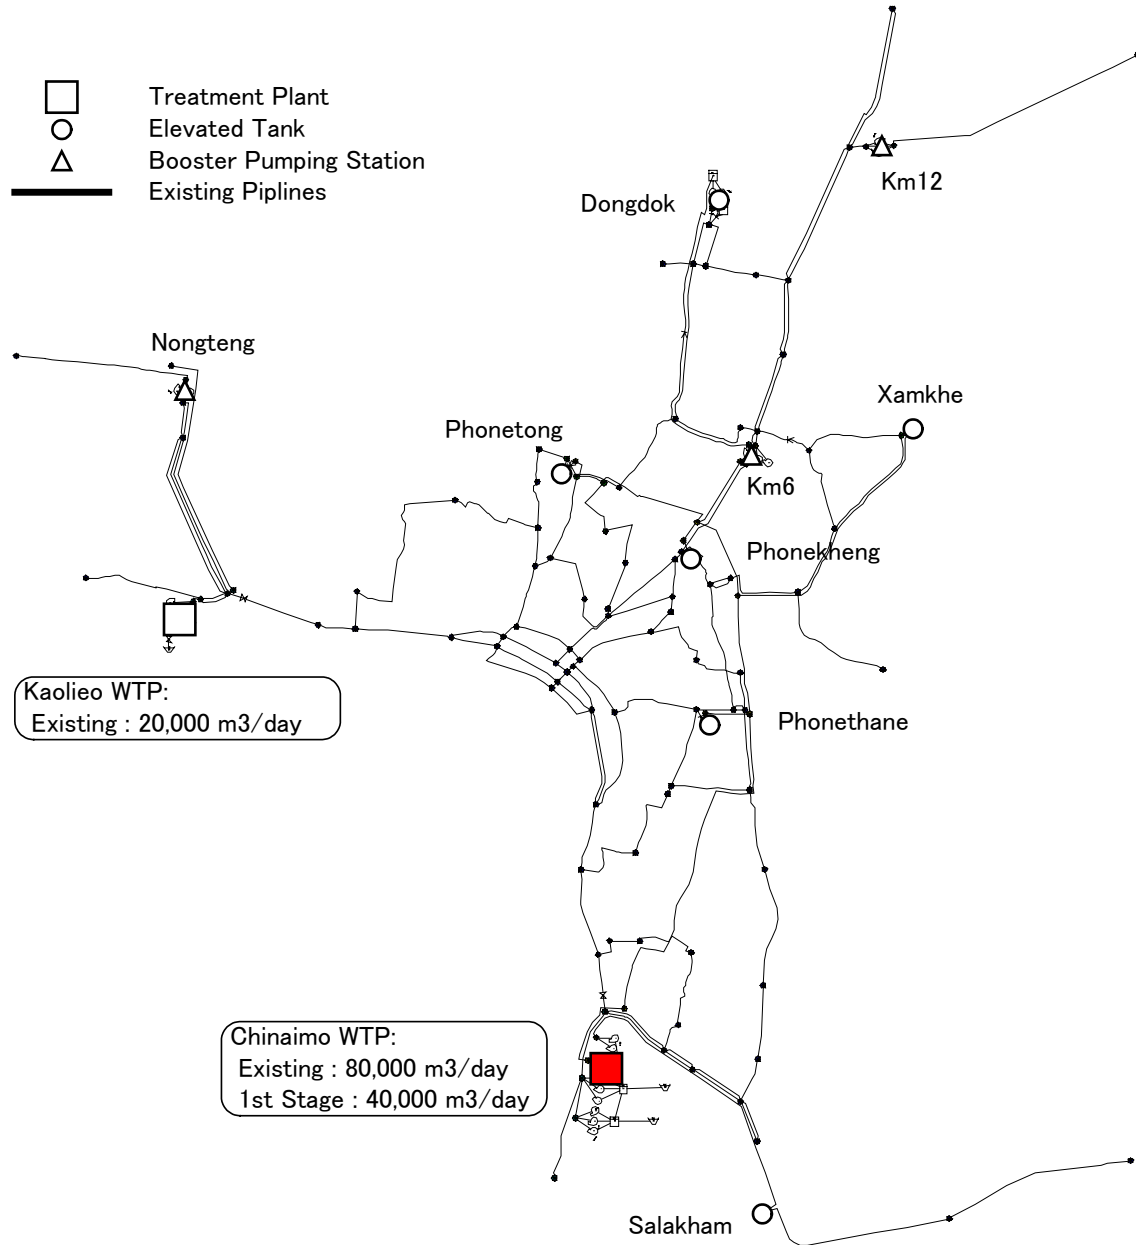 Treatment Plant
Elevated Tank
Booster Pumping Station
Existing Piplines
Km12
Dongdok
Nongteng
Xamkhe
Phonetong
Km6
Phonekheng
Kaolieo WTP:
Existing : 20,000 m3/day
Phonethane
Chinaimo WTP:
Existing : 80,000 m3/day
1st Stage : 40,000 m3/day
Salakham